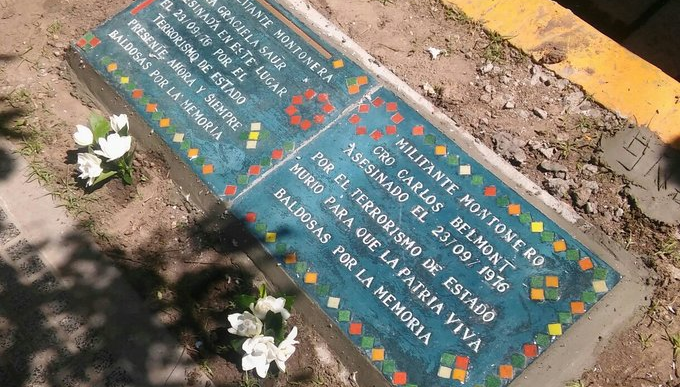 MILITANTE MONTONERA
GRACIELA SAUR
ASESINADA EN ESTE LUGAR
EL 23/09/76 POR EL
TERRORISMO DE ESTADO
PRESENTE AHORA Y SIEMPRE
BALDOSAS POR LA MEMORIA
MILITANTE MONTONERO
CRO CARLOS BELMONT
ASESINADO EL 23/09/1976
POR EL TERRORISMO DE ESTADO
MURIO PARA QUE LA PATRIA VIVA
BALDOSAS POR LA MEMORIA